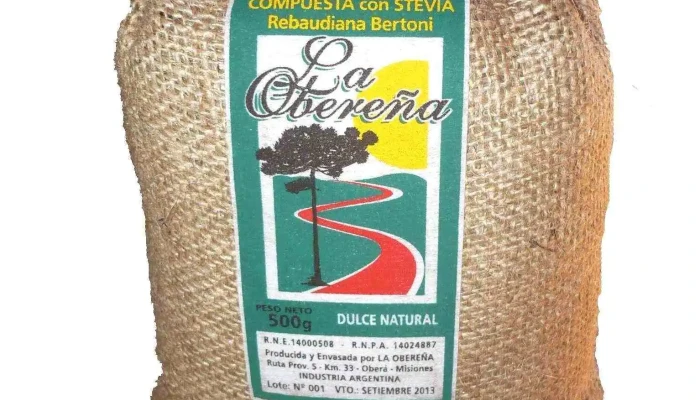 COMPUESTA con STEVIA
Rebaudiana Bertoni
La
Obereña
PESO NETO
500g
DULCE NATURAL
R.N.E.14000508 - R.N.P.A. 14024887
Producida y Envasada por LA OBEREÑA
Ruta Prov. 5 - Km. 33 - Oberá - Misiones
INDUSTRIA ARGENTINA
Lote: Nº 001 VTO.: SETIEMBRE 2013